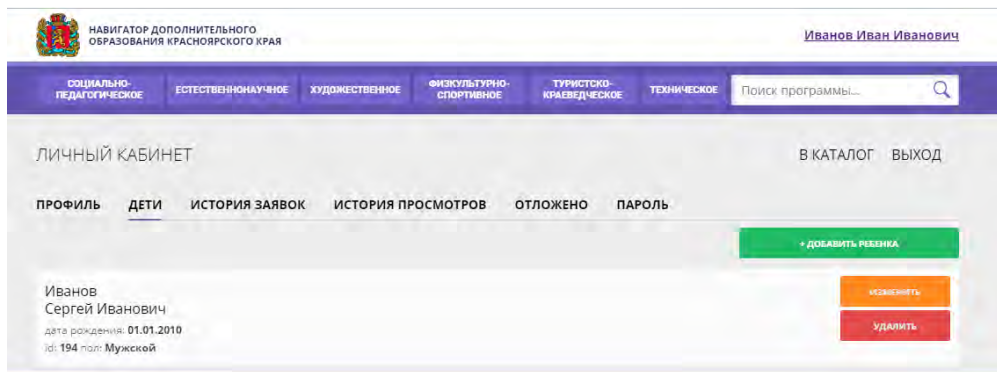 НАВИГАТОР ДОПОЛНИТЕЛЬНОГО
ОБРАЗОВАНИЯ КРАСНОЯРСКОГО КРАЯ
Иванов Иван Иванович
СОЦИАЛЬНО-
ПЕДАГОГИЧЕСКОЕ
ЕСТЕСТВЕННОНАУЧНОЕ
ХУДОЖЕСТВЕННОЕ
ФИЗКУЛЬТУРНО-
СПОРТИВНОЕ
ТУРИСТСКО-
КРАЕВЕДЧЕСКОЕ
ТЕХНИЧЕСКОЕ
Поиск программы...
ЛИЧНЫЙ КАБИНЕТ
В КАТАЛОГ ВЫХОД
ПРОФИЛЬ ДЕТИ ИСТОРИЯ ЗАЯВОК ИСТОРИЯ ПРОСМОТРОВ ОТЛОЖЕНО ПАРОЛЬ
+ ДОБАВИТЬ РЕБЕНКА
Иванов
Сергей Иванович
дата рождения: 01.01.2010
id: 194 пол: Мужской
ИЗМЕНИТЬ
УДАЛИТЬ